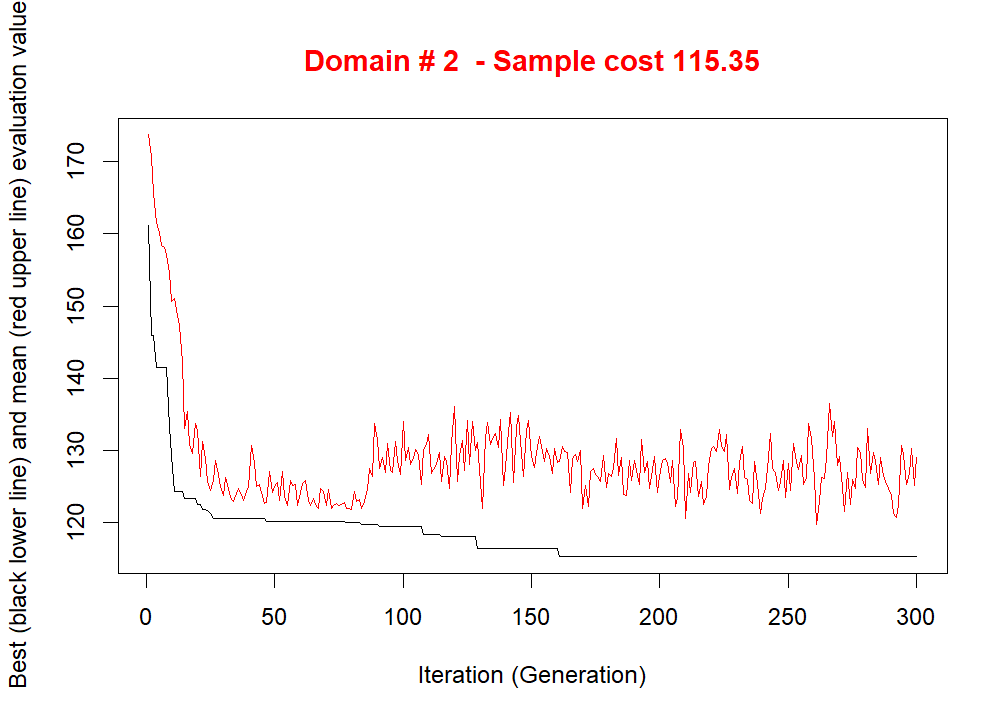 Domain # 2  - Sample cost 115.35
Best (black lower line) and mean (red upper line) evaluation value
170
160
150
140
130
120
0 50 100 150 200 250 300
Iteration (Generation)